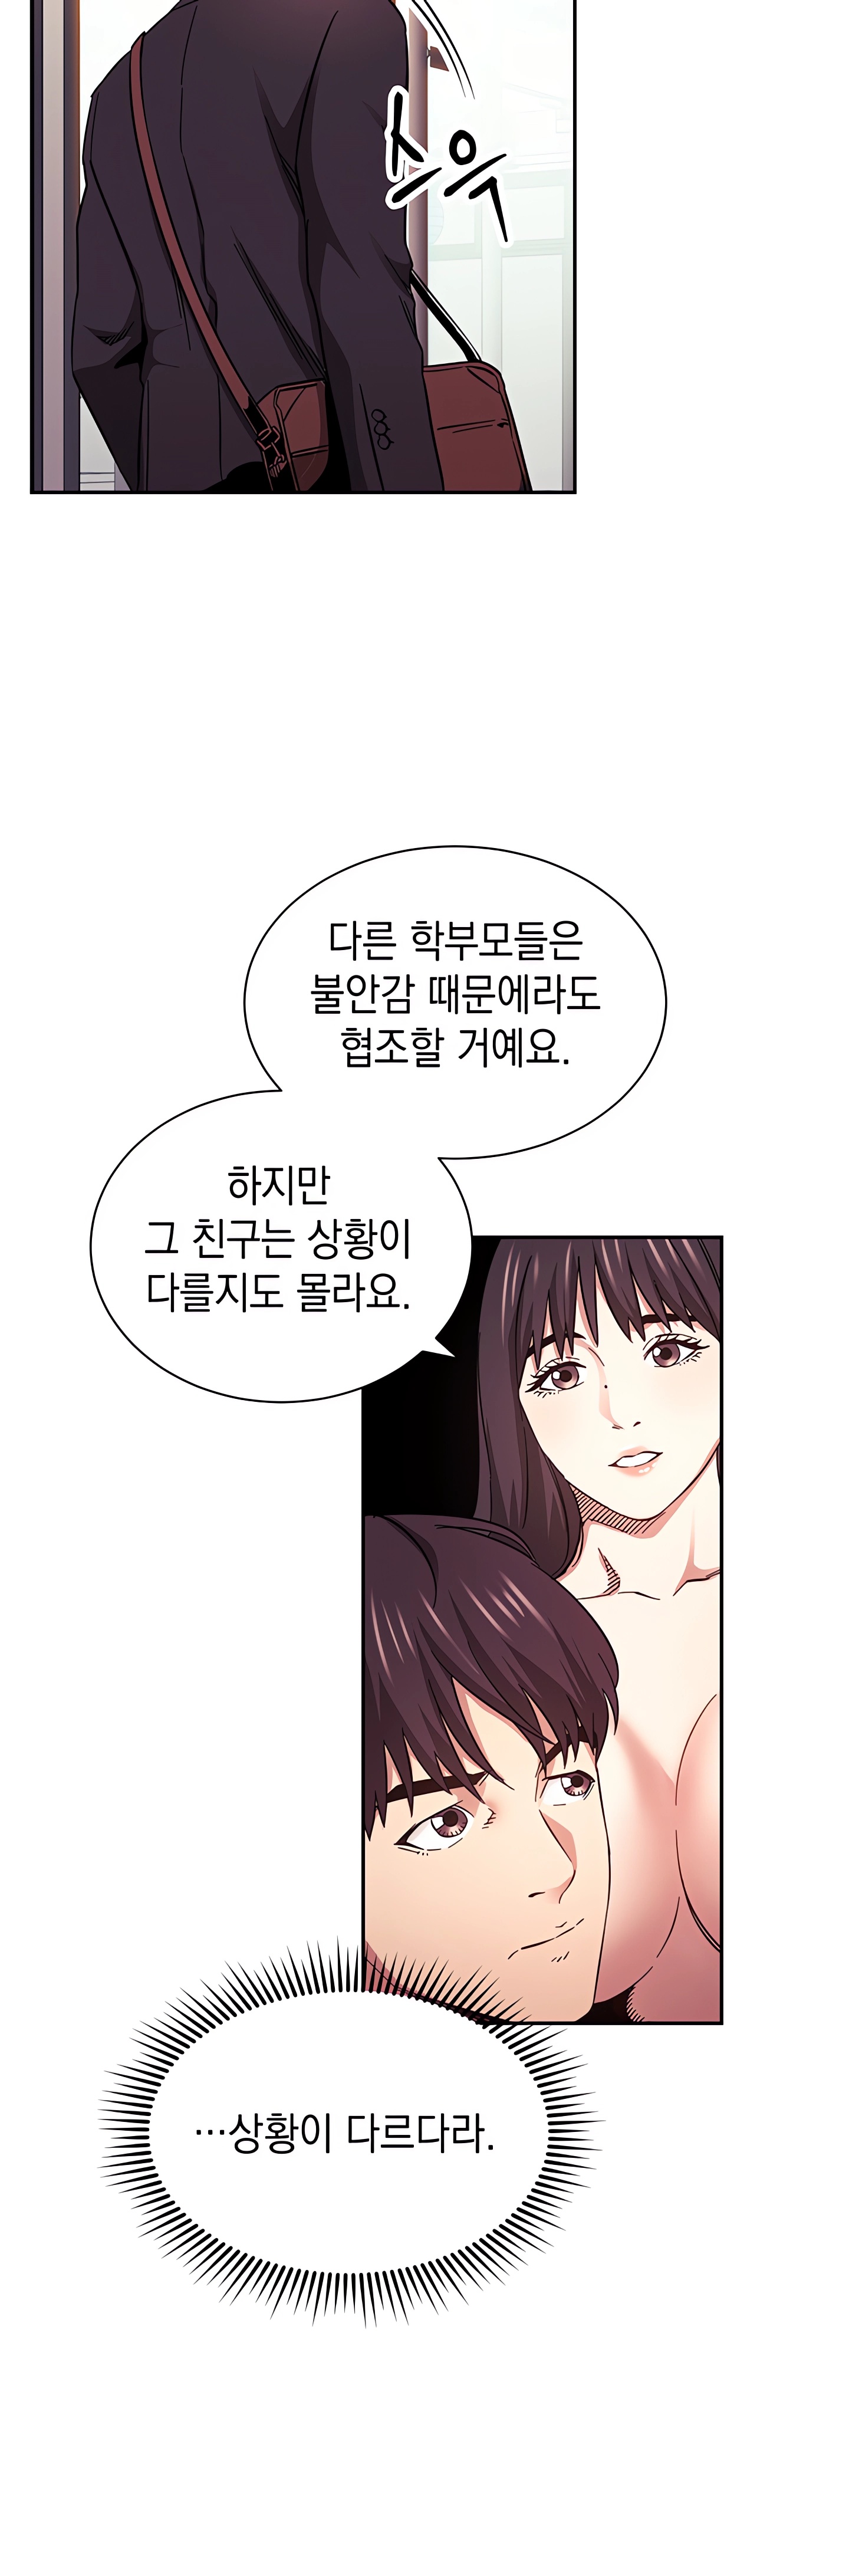 스윽
다른 학부모들은
불안감 때문에라도
협조할 거예요.
하지만
그 친구는 상황이
다를지도 몰라요.
…상황이 다르다라.